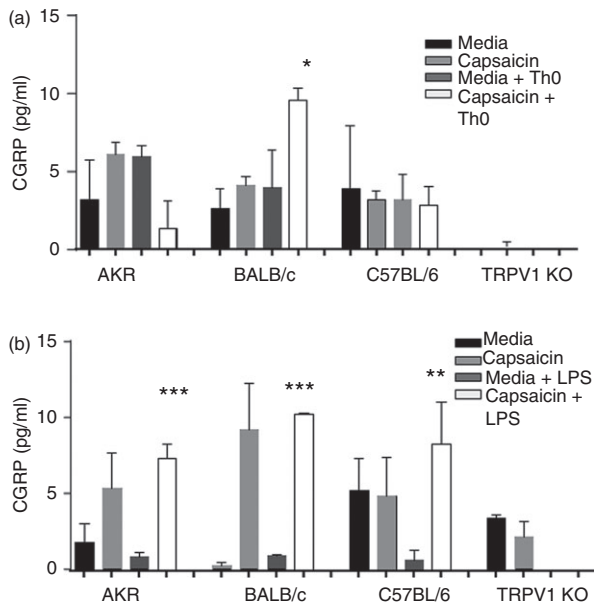 (a)
15
10
5
0
CGRP (pg/ml)
Media
Capsaicin
Media + Th0
Capsaicin +
Th0
*
AKR
BALB/c
C57BL/6
TRPV1 KO
(b)
15
10
5
0
CGRP (pg/ml)
Media
Capsaicin
Media + LPS
Capsaicin +
LPS
***
***
**
AKR
BALB/c
C57BL/6
TRPV1 KO